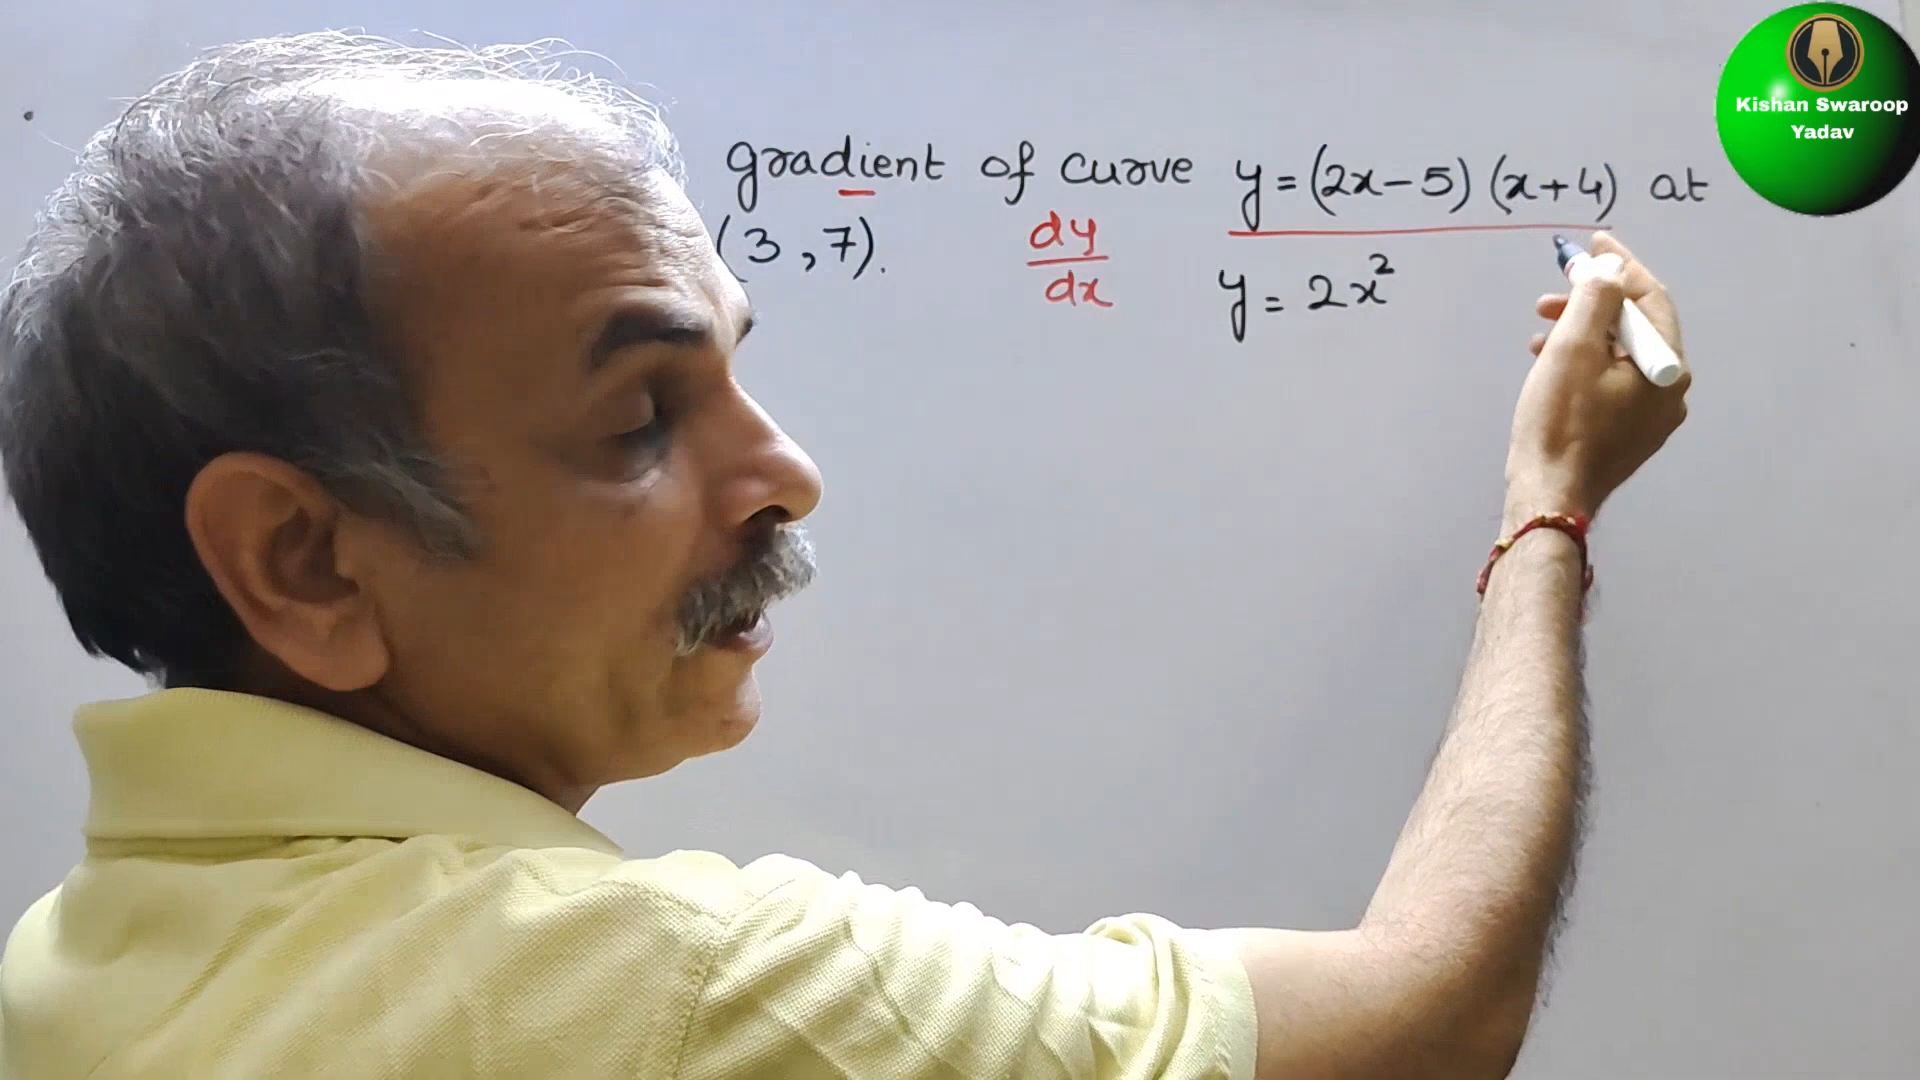 gradient of curve y = (2x-5) (x+4) at
(3, 7).
dy
dx
y = 2x²
Kishan Swaroop
Yadav